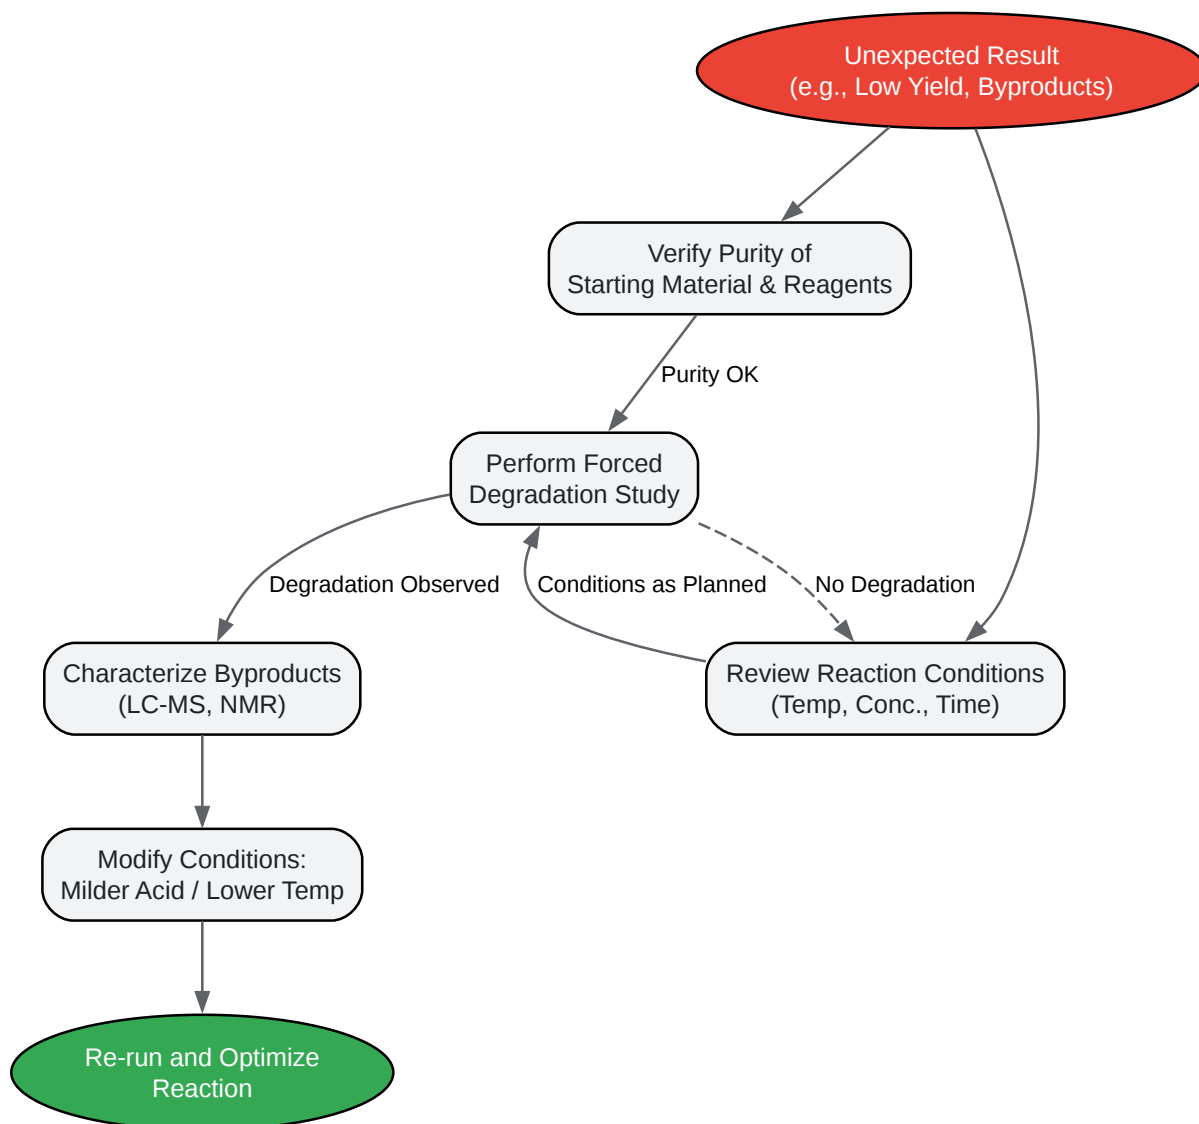 Unexpected Result
(e.g., Low Yield, Byproducts)
Verify Purity of
Starting Material & Reagents
Purity OK
Perform Forced
Degradation Study
Degradation Observed
Conditions as Planned
No Degradation
Characterize Byproducts
(LC-MS, NMR)
Review Reaction Conditions
(Temp, Conc., Time)
Modify Conditions:
Milder Acid / Lower Temp
Re-run and Optimize
Reaction